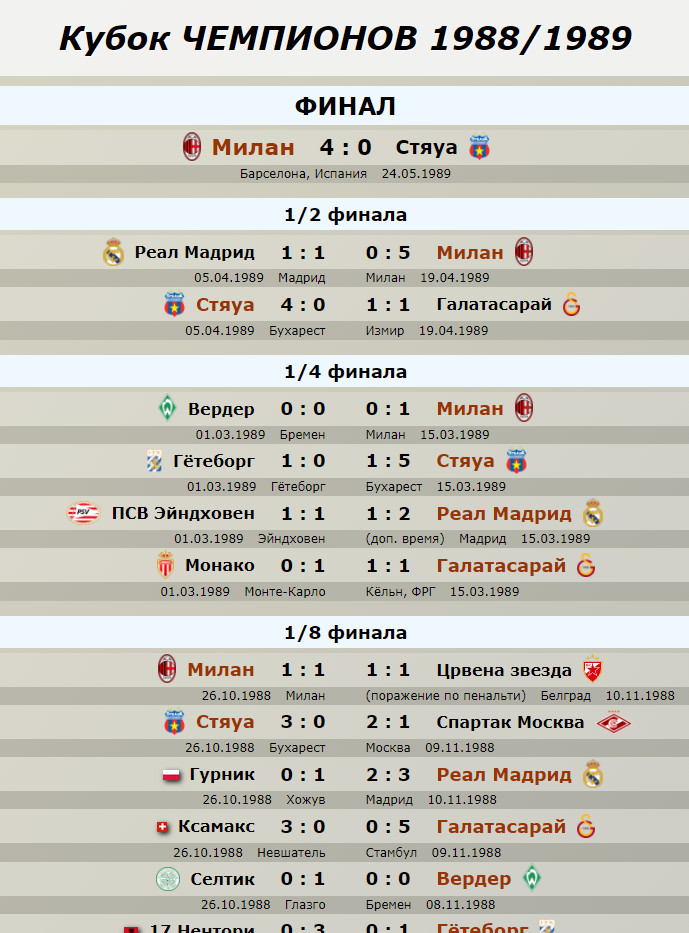 Кубок ЧЕМПИОНОВ 1988/1989
ФИНАЛ
Милан 4 : 0 Стяуа
Барселона, Испания 24.05.1989
1/2 финала
Реал Мадрид 1 : 1 0 : 5 Милан
05.04.1989 Мадрид Милан 19.04.1989
Стяуа 4 : 0 1 : 1 Галатасарай
05.04.1989 Бухарест Измир 19.04.1989
1/4 финала
Вердер 0 : 0 0 : 1 Милан
01.03.1989 Бремен Милан 15.03.1989
Гётеборг 1 : 0 1 : 5 Стяуа
01.03.1989 Гётеборг Бухарест 15.03.1989
PSV ПСВ Эйндховен 1 : 1 1 : 2 Реал Мадрид
01.03.1989 Эйндховен (доп. время) Мадрид 15.03.1989
Монако 0 : 1 1 : 1 Галатасарай
01.03.1989 Монте-Карло Кёльн, ФРГ 15.03.1989
1/8 финала
Милан 1 : 1 1 : 1 Црвена звезда
26.10.1988 Милан (поражение по пенальти) Белград 10.11.1988
Стяуа 3 : 0 2 : 1 Спартак Москва
26.10.1988 Бухарест Москва 09.11.1988
Гурник 0 : 1 2 : 3 Реал Мадрид
26.10.1988 Хожув Мадрид 10.11.1988
Ксамакс 3 : 0 0 : 5 Галатасарай
26.10.1988 Невшатель Стамбул 09.11.1988
Селтик 0 : 1 0 : 0 Вердер
26.10.1988 Глазго Бремен 08.11.1988
17 Нентори 0 : 3 0 : 1 Гётеборг